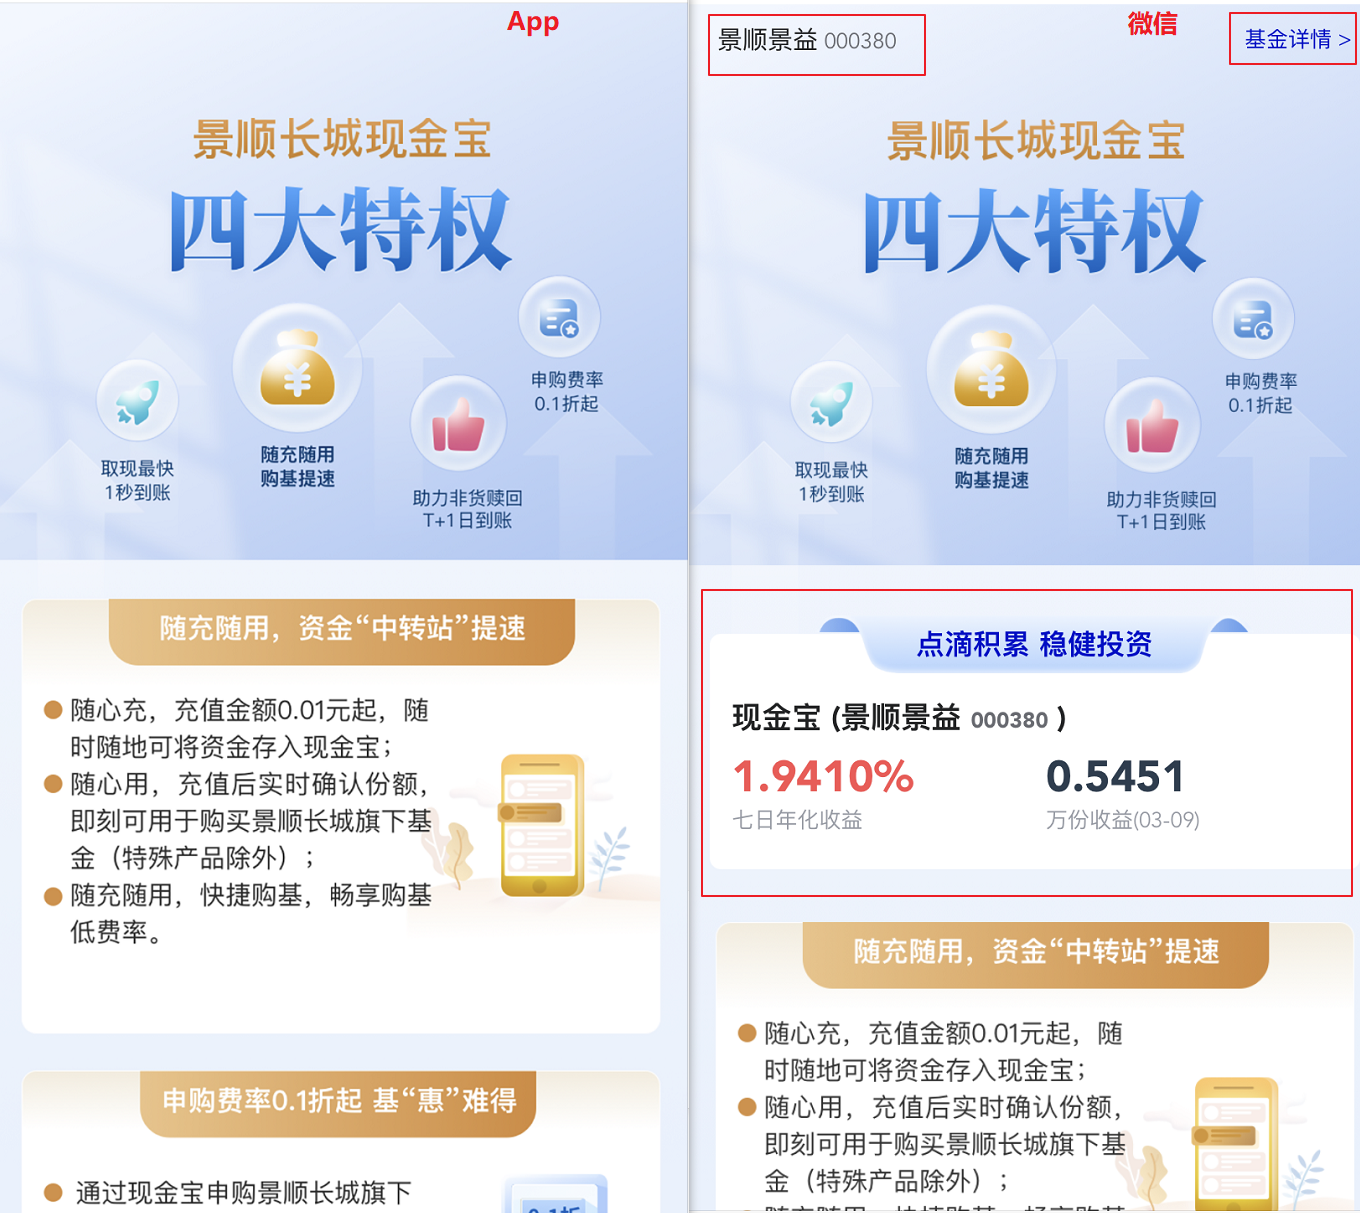 App
景顺长城现金宝
四大特权
申购费率
0.1折起
随充随用
购基提速
取现最快
1秒到账
助力非货赎回
T+1日到账
随充随用，资金“中转站”提速
随心充，充值金额0.01元起，随
时随地可将资金存入现金宝；
随心用，充值后实时确认份额，
即刻可用于购买景顺长城旗下基
金（特殊产品除外）；
随充随用，快捷购基，畅享购基
低费率。
申购费率0.1折起 基“惠”难得
通过现金宝申购景顺长城旗下
0.1折
微信
景顺景益 000380
基金详情 >
景顺长城现金宝
四大特权
申购费率
0.1折起
随充随用
购基提速
取现最快
1秒到账
助力非货赎回
T+1日到账
点滴积累 稳健投资
现金宝 (景顺景益 000380 )
1.9410% 0.5451
七日年化收益 万份收益(03-09)
随充随用，资金“中转站”提速
随心充，充值金额0.01元起，随
时随地可将资金存入现金宝；
随心用，充值后实时确认份额，
即刻可用于购买景顺长城旗下基
金（特殊产品除外）；
随充随用，快捷购基，畅享购基